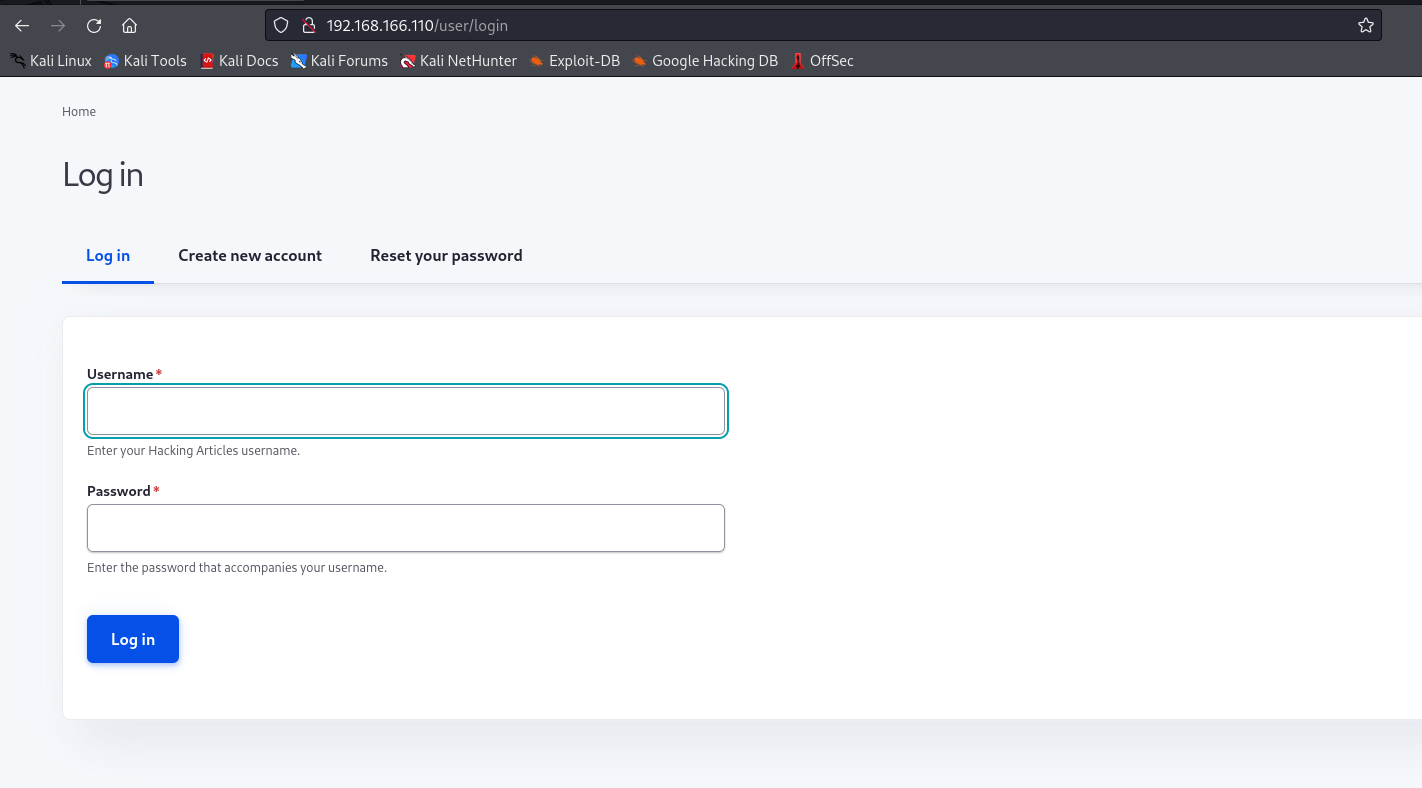 192.168.166.110/user/login
Kali Linux Kali Tools Kali Docs Kali Forums Kali NetHunter Exploit-DB Google Hacking DB OffSec
Home
Log in
Log in Create new account Reset your password
Username*
Enter your Hacking Articles username.
Password*
Enter the password that accompanies your username.
Log in